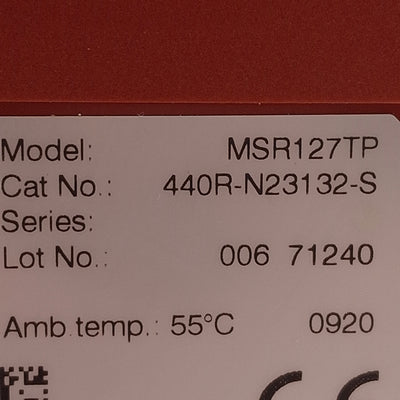 Model: MSR127TP
Cat No.: 440R-N23132-S
Series:
Lot No.: 006 71240
Amb temp.: 55°C 0920